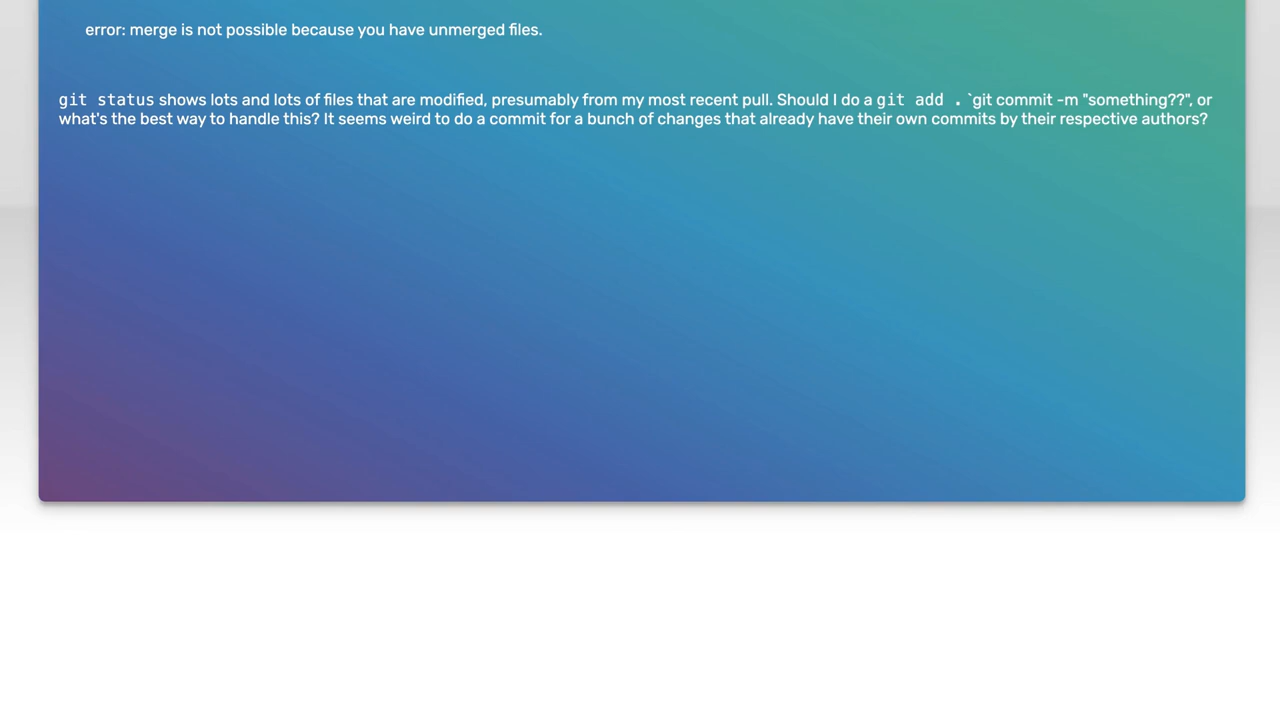 error: merge is not possible because you have unmerged files.
git status shows lots and lots of files that are modified, presumably from my most recent pull. Should I do a git add . `git commit -m "something??", or
what's the best way to handle this? It seems weird to do a commit for a bunch of changes that already have their own commits by their respective authors?